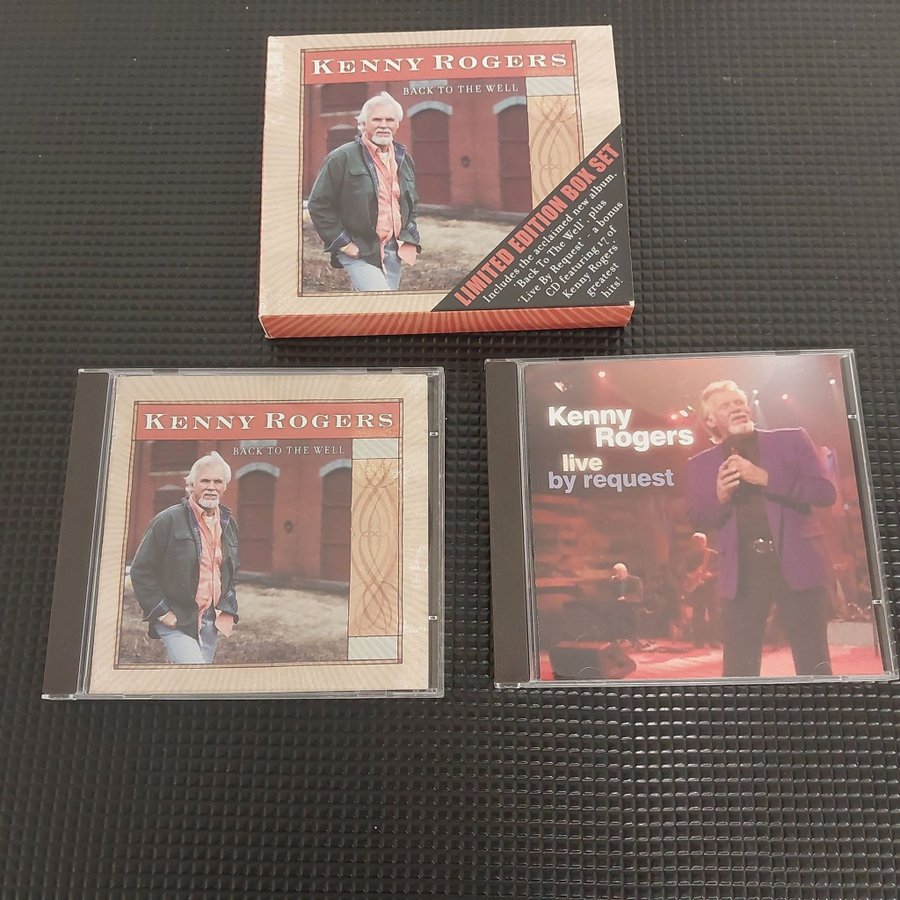 KENNY ROGERS
BACK TO THE WELL
LIMITED EDITION BOX SET
Includes the acclaimed new album,
'Back To The Well', plus
'Live By Request' - a bonus
CD featuring 17 of
Kenny Rogers
greatest
hits!
KENNY ROGERS
BACK TO THE WELL
Kenny
Rogers
live
by request